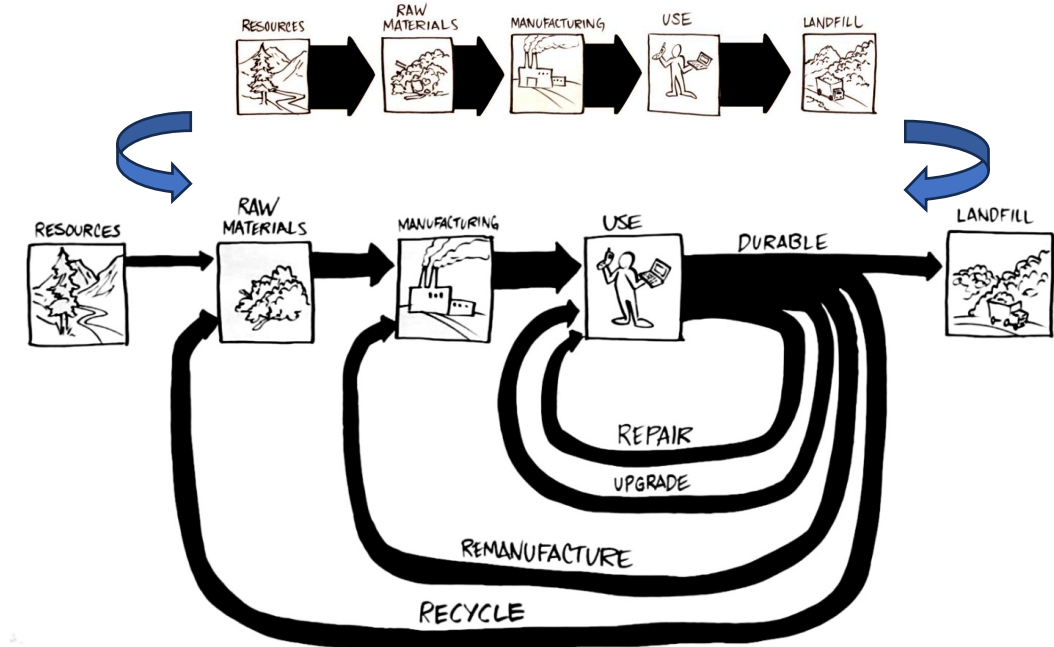 RESOURCES
RAW
MATERIALS
MANUFACTURING
USE
LANDFILL
RESOURCES
RAW
MATERIALS
MANUFACTURING
USE
DURABLE
LANDFILL
REPAIR
UPGRADE
REMANUFACTURE
RECYCLE